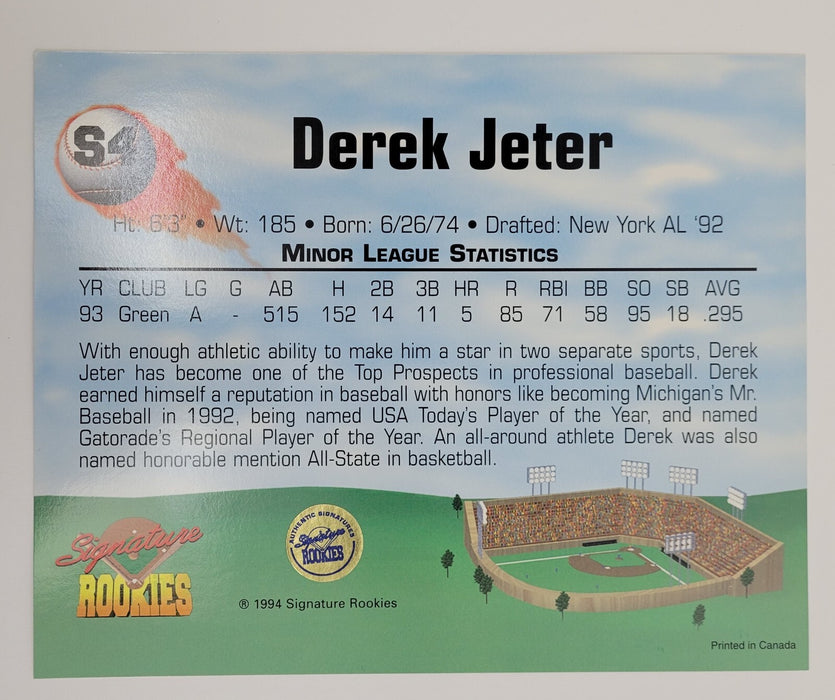 S4
Derek Jeter
Ht: 6'3" • Wt: 185 • Born: 6/26/74 • Drafted: New York AL '92
MINOR LEAGUE STATISTICS
YR CLUB LG G AB H 2B 3B HR R RBI BB SO SB AVG
93 Green A - 515 152 14 11 5 85 71 58 95 18 .295
With enough athletic ability to make him a star in two separate sports, Derek
Jeter has become one of the Top Prospects in professional baseball. Derek
earned himself a reputation in baseball with honors like becoming Michigan's Mr.
Baseball in 1992, being named USA Today's Player of the Year, and named
Gatorade's Regional Player of the Year. An all-around athlete Derek was also
named honorable mention All-State in basketball.
Signature
ROOKIES
AUTHENTIC SIGNATURES
Signature
ROOKIES
® 1994 Signature Rookies
Printed in Canada